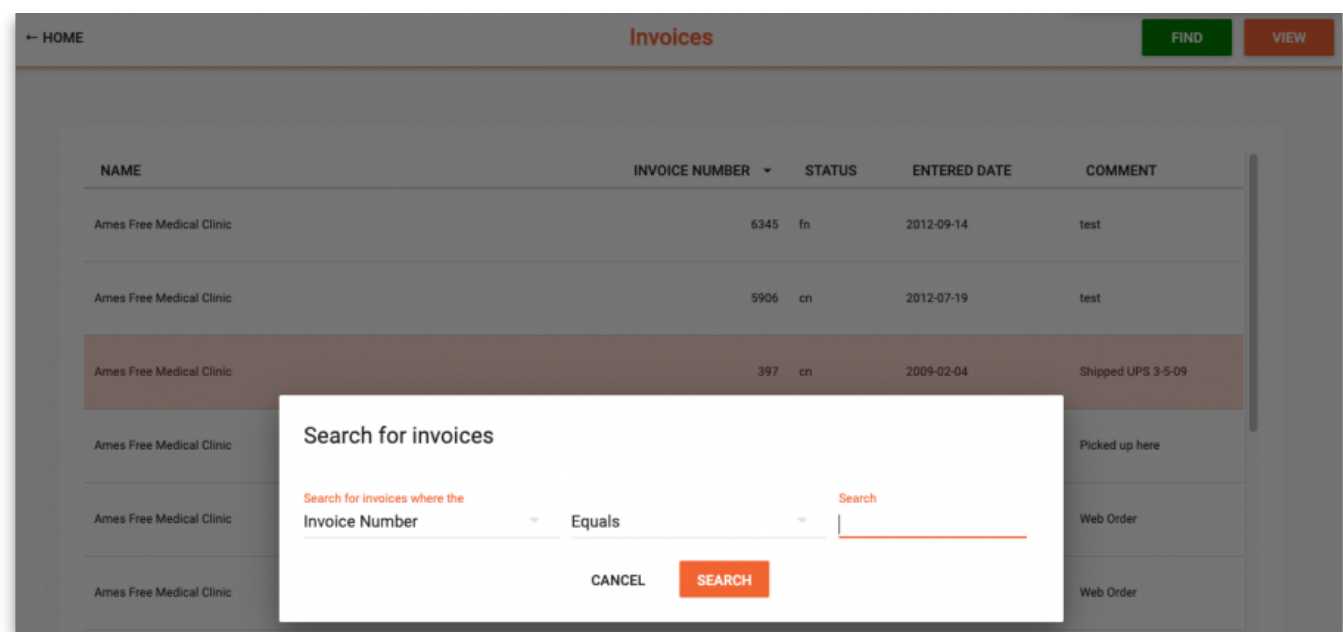 ← HOME Invoices FIND VIEW
NAME INVOICE NUMBER STATUS ENTERED DATE COMMENT
Ames Free Medical Clinic 6345 fn 2012-09-14 test
Ames Free Medical Clinic 5906 cn 2012-07-19 test
Ames Free Medical Clinic 397 cn 2009-02-04 Shipped UPS 3-5-09
Ames Free Medical Clinic Picked up here
Ames Free Medical Clinic Web Order
Ames Free Medical Clinic Web Order
Search for invoices
Search for invoices where the Search
Invoice Number Equals
CANCEL SEARCH